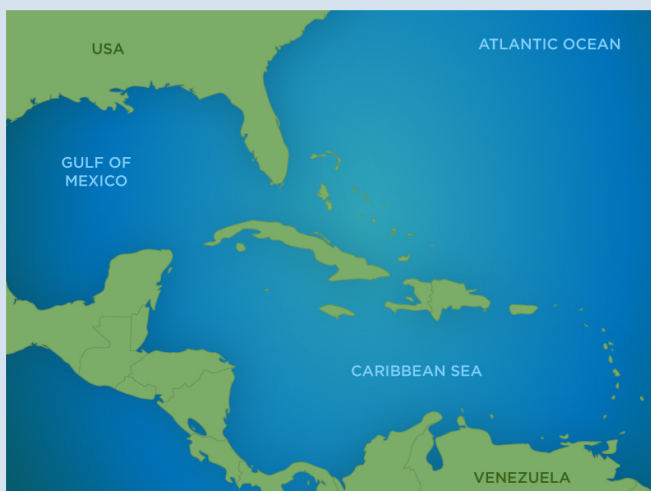 USA
ATLANTIC OCEAN
GULF OF
MEXICO
CARIBBEAN SEA
VENEZUELA